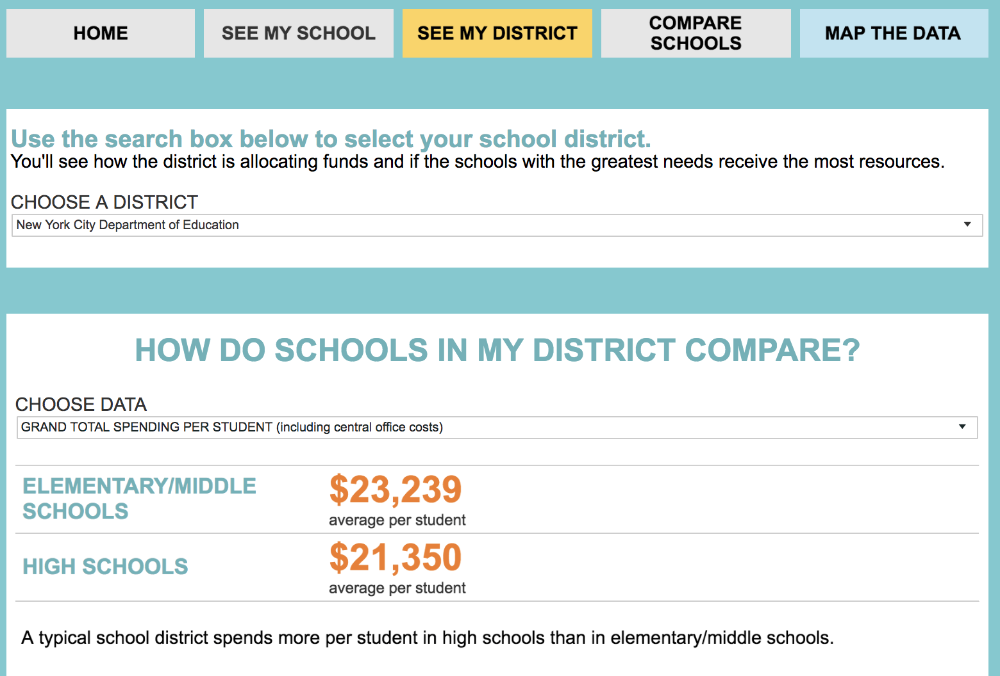 HOME
SEE MY SCHOOL
SEE MY DISTRICT
COMPARE
SCHOOLS
MAP THE DATA
Use the search box below to select your school district.
You'll see how the district is allocating funds and if the schools with the greatest needs receive the most resources.
CHOOSE A DISTRICT
New York City Department of Education
HOW DO SCHOOLS IN MY DISTRICT COMPARE?
CHOOSE DATA
GRAND TOTAL SPENDING PER STUDENT (including central office costs)
ELEMENTARY/MIDDLE
SCHOOLS
$23,239
average per student
HIGH SCHOOLS
$21,350
average per student
A typical school district spends more per student in high schools than in elementary/middle schools.